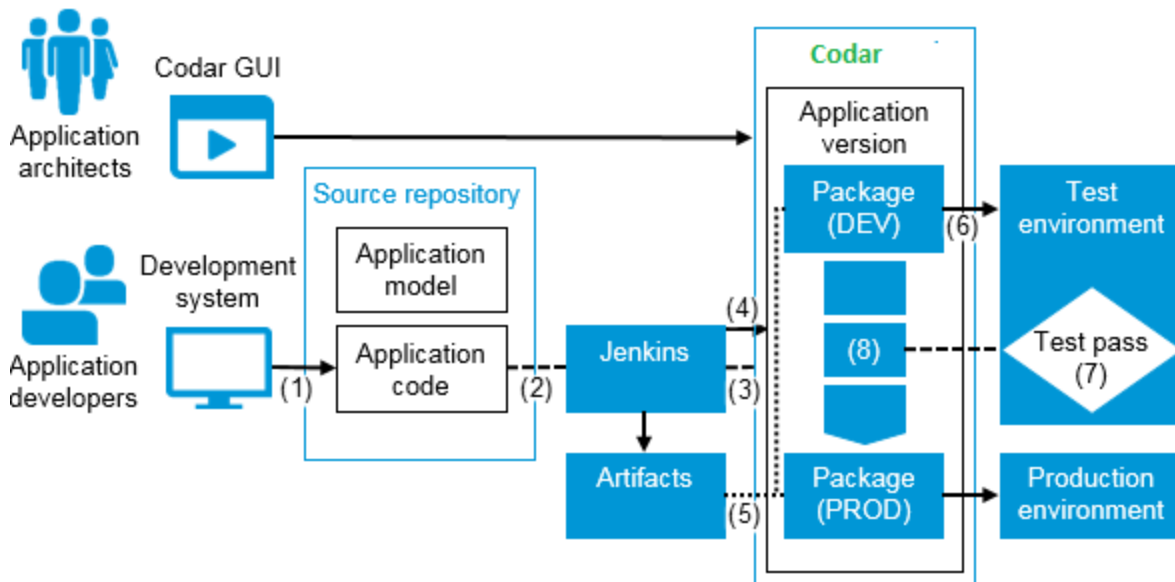 Codar GUI
Application
architects
Source repository
Application
model
Application
code
Development
system
Application
developers
(1)
(2)
Jenkins
(3)
(4)
Artifacts
(5)
Codar
Application
version
Package
(DEV)
(6)
Test
environment
(8)
Test pass
(7)
Package
(PROD)
Production
environment